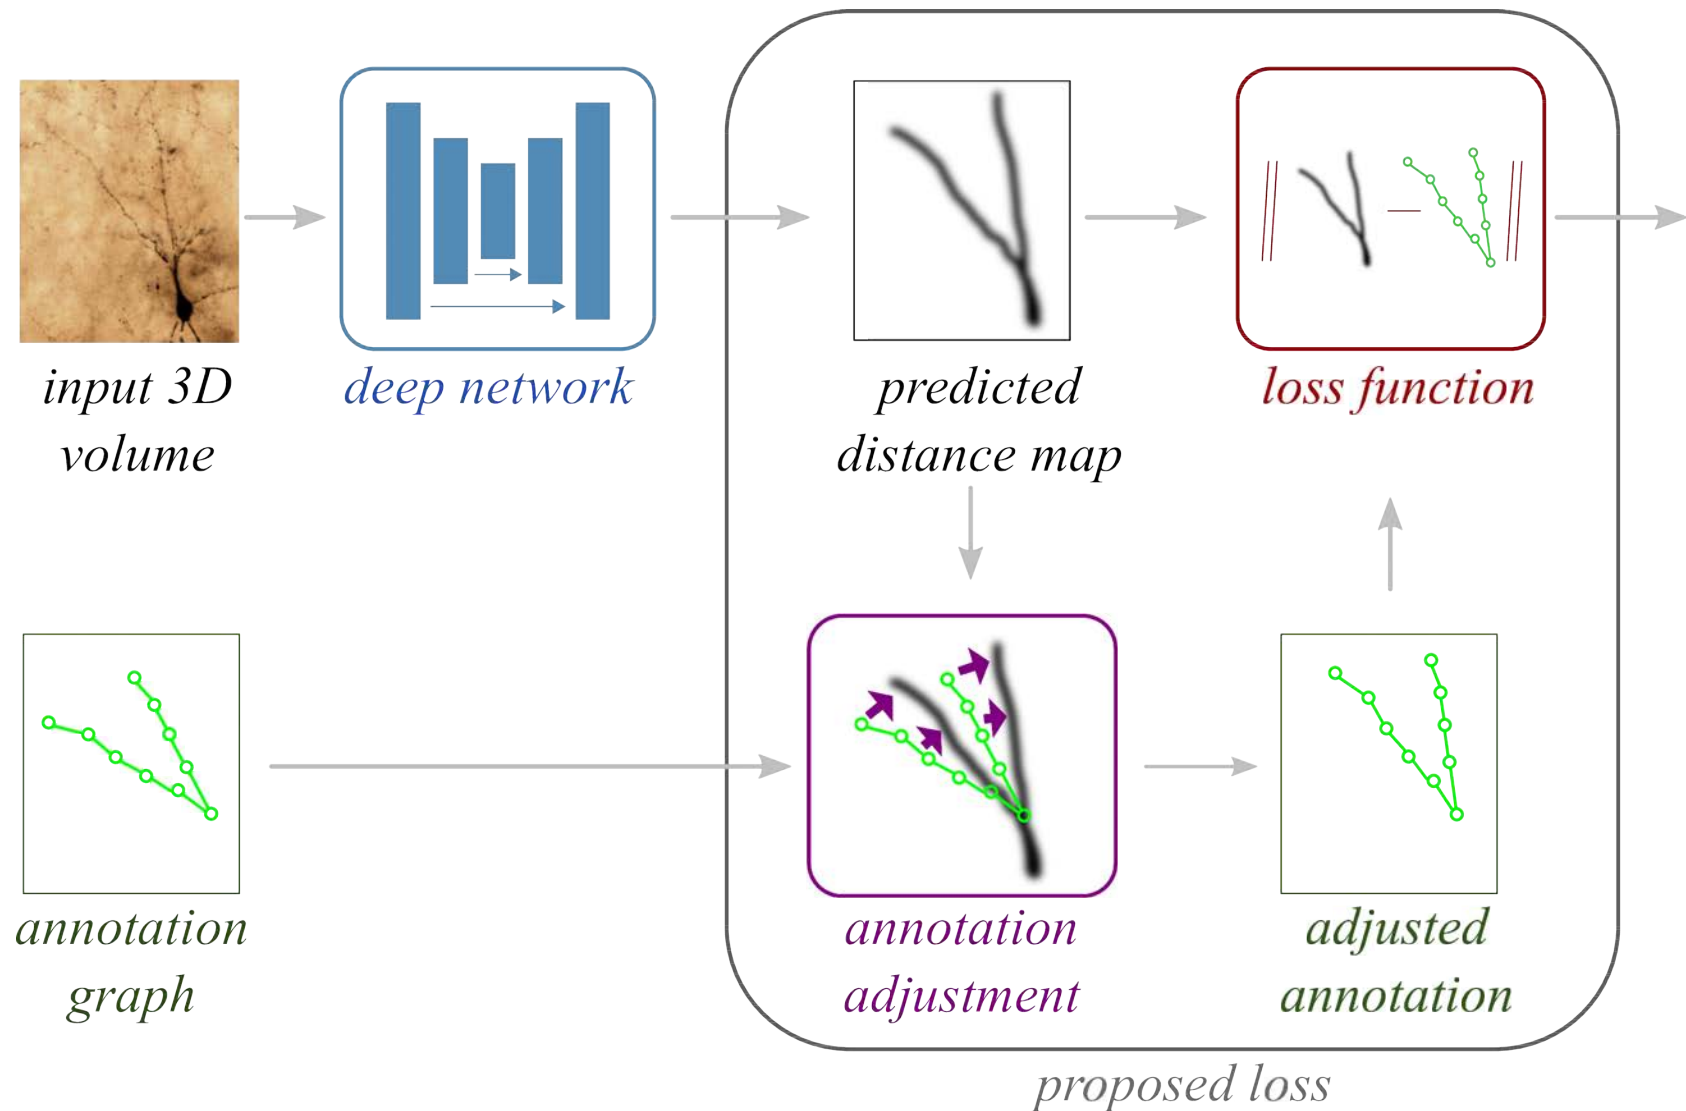 input 3D
volume
deep network
predicted
distance map
loss function
annotation
graph
annotation
adjustment
adjusted
annotation
proposed loss